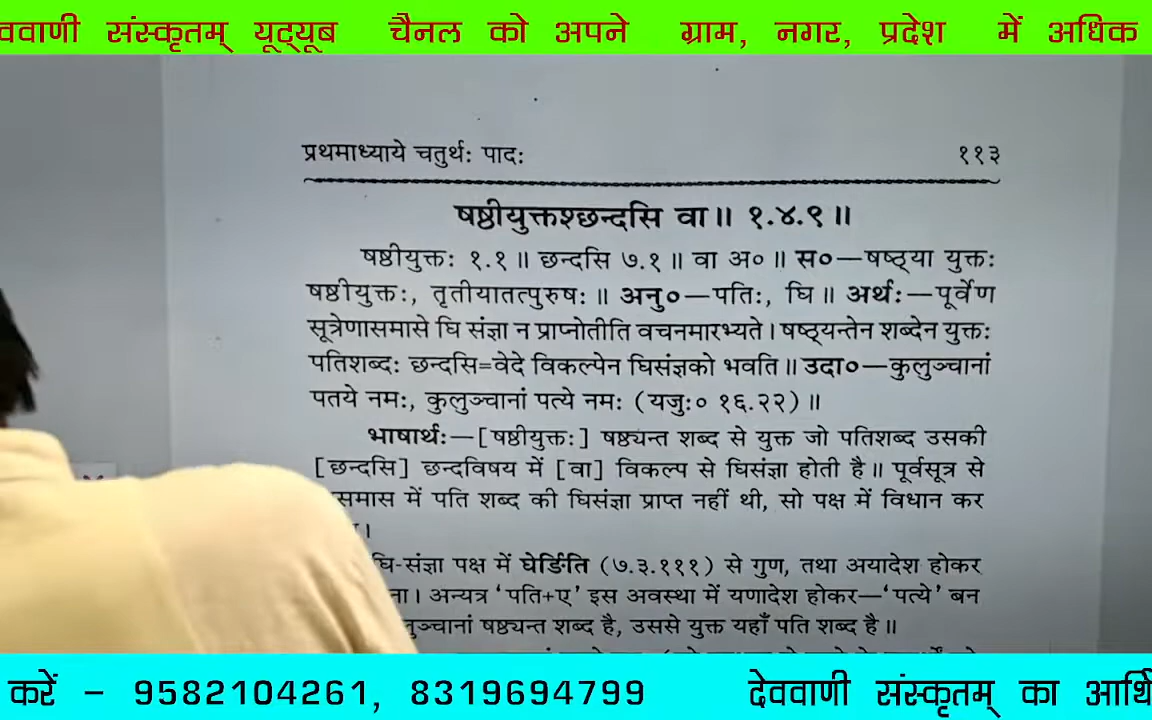 ववाणी संस्कृतम् यूट्यूब चैनल को अपने ग्राम, नगर, प्रदेश में अधिक
प्रथमाध्याये चतुर्थः पादः ११३
षष्ठीयुक्तश्छन्दसि वा॥ १.४.९॥
षष्ठीयुक्तः १.१॥ छन्दसि ७.१॥ वा अ०॥ स०—षष्ठ्या युक्तः
षष्ठीयुक्तः, तृतीयातत्पुरुषः॥ अनु०—पतिः, घि॥ अर्थः—पूर्वेण
सूत्रेणासमासे घि संज्ञा न प्राप्नोतीति वचनमारभ्यते। षष्ठ्यन्तेन शब्देन युक्तः
पतिशब्दः छन्दसि=वेदे विकल्पेन घिसंज्ञको भवति॥ उदा०—कुलुञ्चानां
पतये नमः, कुलुञ्चानां पत्ये नमः (यजुः० १६.२२)॥
भाषार्थः—[षष्ठीयुक्तः] षष्ठ्यन्त शब्द से युक्त जो पतिशब्द उसकी
[छन्दसि] छन्दविषय में [वा] विकल्प से घिसंज्ञा होती है॥ पूर्वसूत्र से
समास में पति शब्द की घिसंज्ञा प्राप्त नहीं थी, सो पक्ष में विधान कर
।
घि-संज्ञा पक्ष में घेर्ङिति (७.३.१११) से गुण, तथा अयादेश होकर
ना। अन्यत्र 'पति+ए' इस अवस्था में यणादेश होकर—'पत्ये' बन
लुञ्चानां षष्ठ्यन्त शब्द है, उससे युक्त यहाँ पति शब्द है॥
करें - 9582104261, 8319694799 देववाणी संस्कृतम् का आर्थि